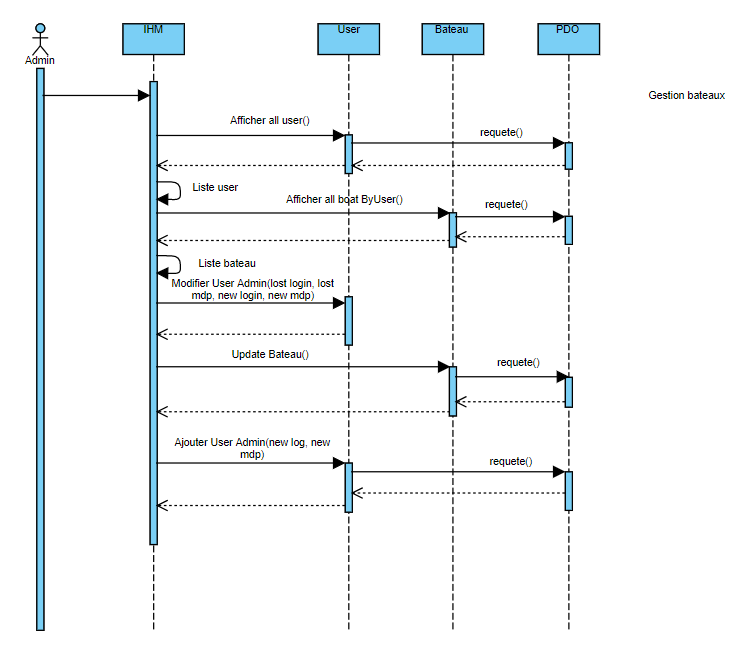 IHM
User
Bateau
PDO
Admin
Gestion bateaux
Afficher all user()
requete()
Liste user
Afficher all boat ByUser()
requete()
Liste bateau
Modifier User Admin(lost login, lost
mdp, new login, new mdp)
Update Bateau()
requete()
Ajouter User Admin(new log, new
mdp)
requete()